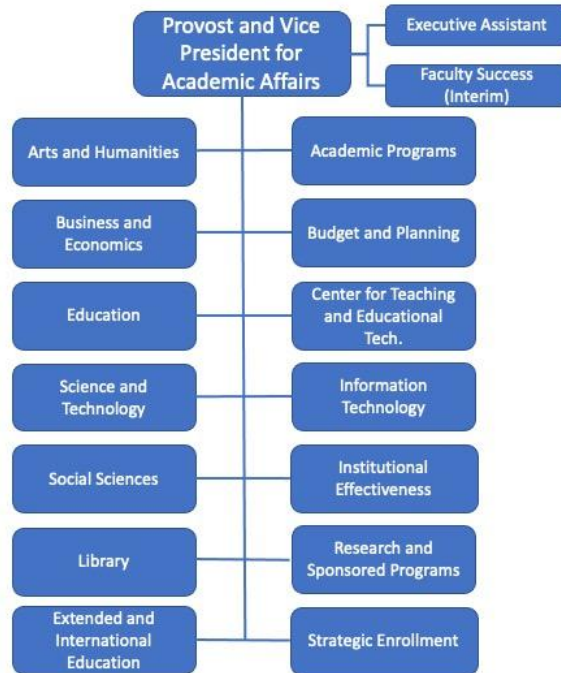 Provost and Vice
President for
Academic Affairs
Executive Assistant
Faculty Success
(Interim)
Arts and Humanities
Academic Programs
Business and
Economics
Budget and Planning
Education
Center for Teaching
and Educational
Tech.
Science and
Technology
Information
Technology
Social Sciences
Institutional
Effectiveness
Library
Research and
Sponsored Programs
Extended and
International
Education
Strategic Enrollment